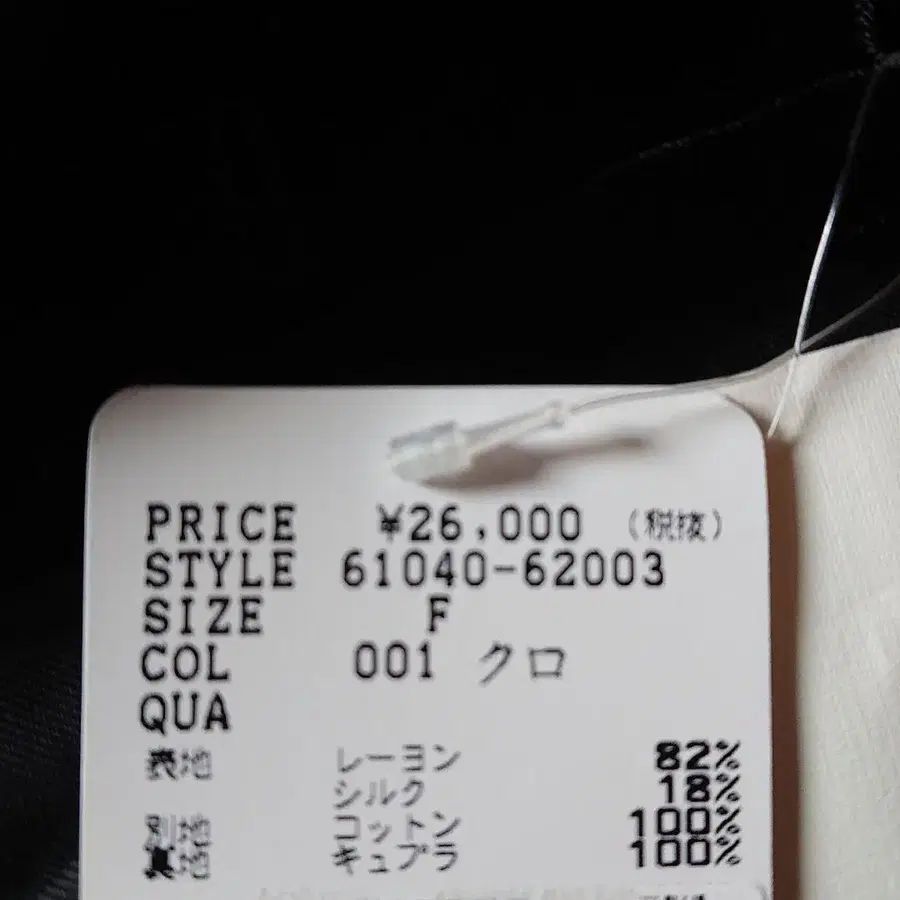 PRICE ¥26,000 (税抜)
STYLE 61040-62003
SIZE F
COL 001 クロ
QUA
表地 レーヨン 82%
シルク 18%
別地 コットン 100%
裏地 キュプラ 100%